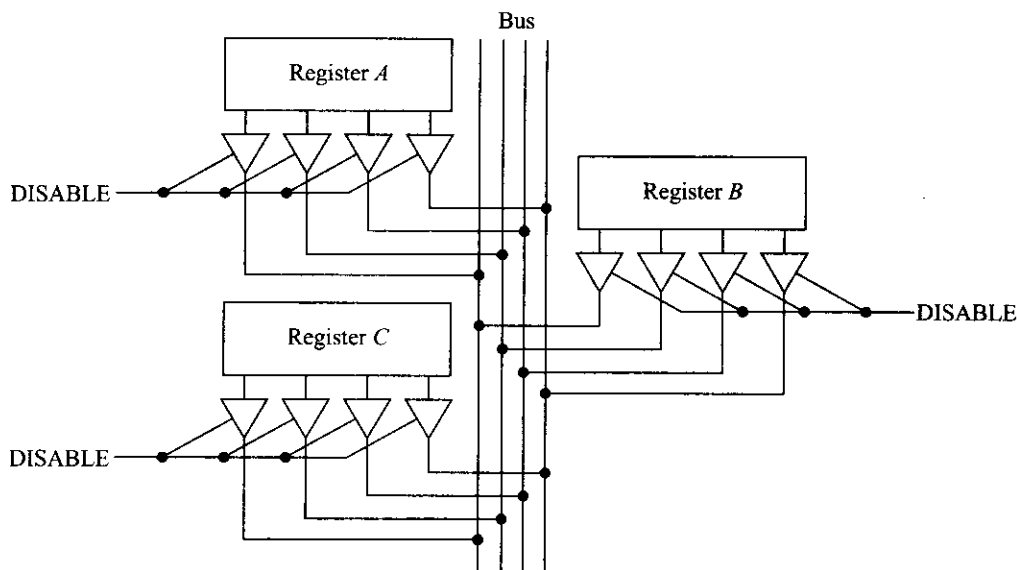 Bus
Register A
DISABLE
Register B
DISABLE
Register C
DISABLE